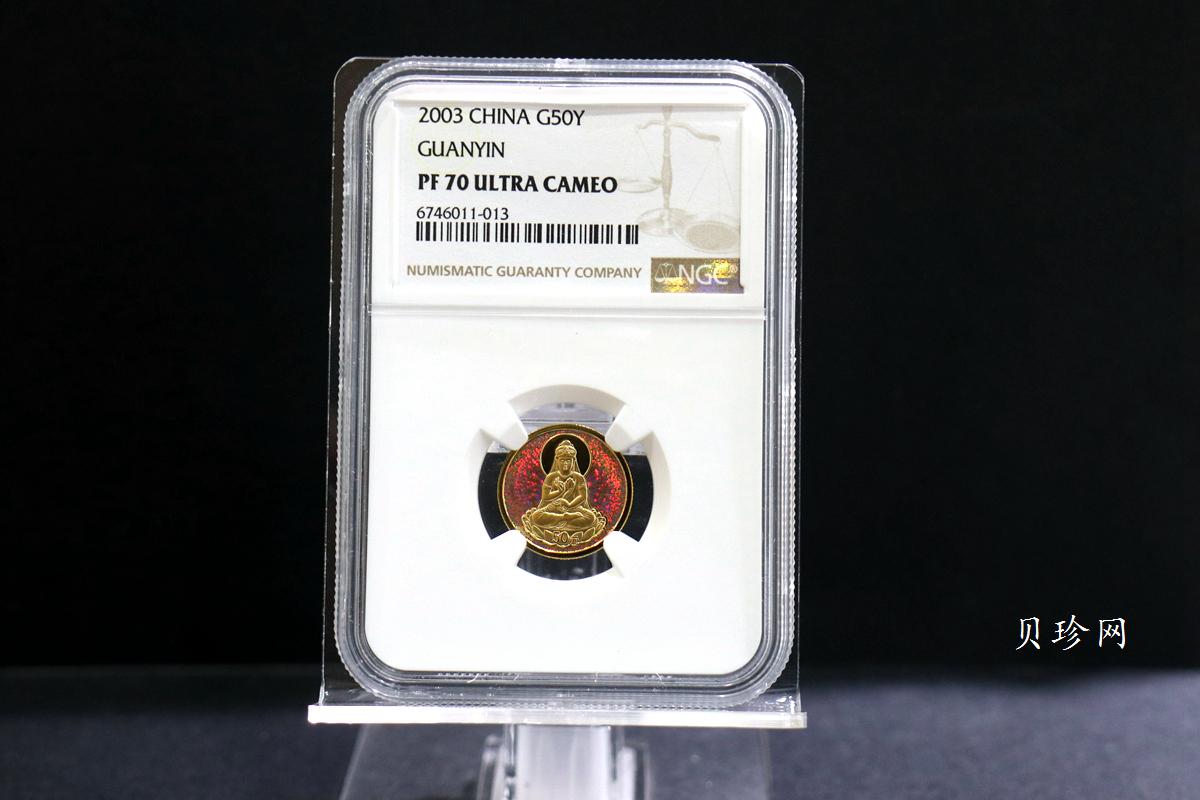 2003 CHINA G50Y
GUANYIN
PF 70 ULTRA CAMEO
6746011-013
NUMISMATIC GUARANTY COMPANY
NGC®
50元
贝珍网